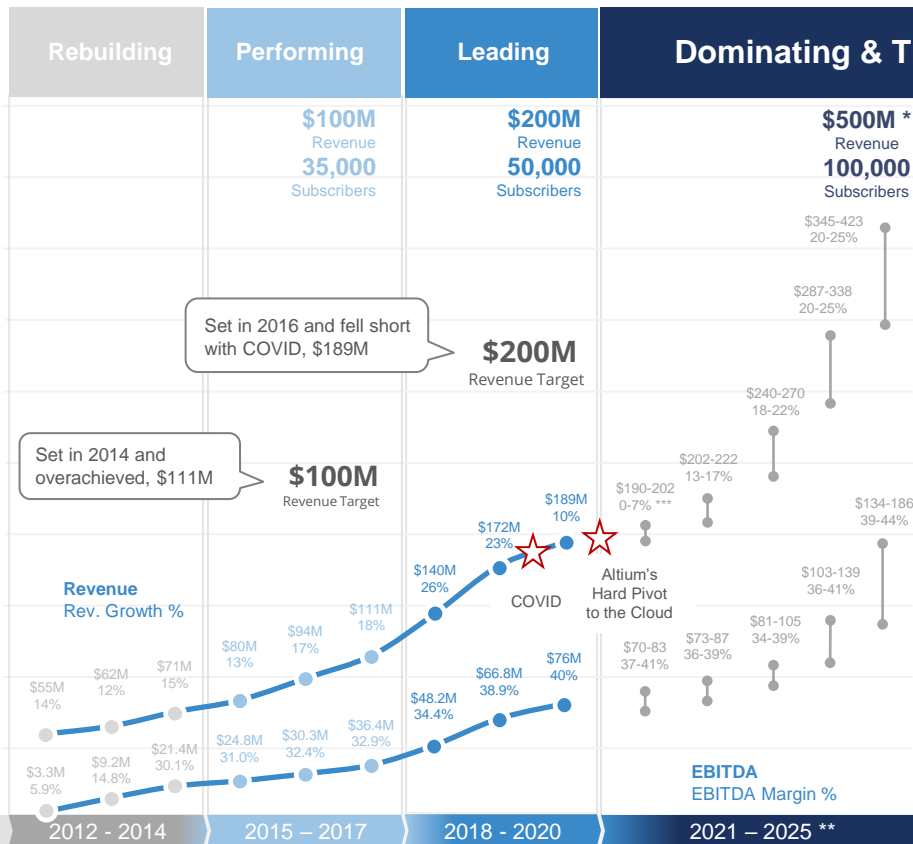 Rebuilding
Performing
Leading
Dominating & T
$100M
Revenue
35,000
Subscribers
$200M
Revenue
50,000
Subscribers
$500M *
Revenue
100,000
Subscribers
$345-423
20-25%
$287-338
20-25%
Set in 2016 and fell short
with COVID, $189M
$200M
Revenue Target
$240-270
18-22%
Set in 2014 and
overachieved, $111M
$100M
Revenue Target
$202-222
13-17%
$190-202
0-7% ***
$189M
10%
$172M
23%
$140M
26%
$111M
18%
$94M
17%
$80M
13%
$71M
15%
$62M
12%
$55M
14%
Revenue
Rev. Growth %
COVID
Altium's
Hard Pivot
to the Cloud
$134-186
39-44%
$103-139
36-41%
$81-105
34-39%
$73-87
36-39%
$70-83
37-41%
$76M
40%
$66.8M
38.9%
$48.2M
34.4%
$36.4M
32.9%
$30.3M
32.4%
$24.8M
31.0%
$21.4M
30.1%
$9.2M
14.8%
$3.3M
5.9%
EBITDA
EBITDA Margin %
2012 - 2014
2015 – 2017
2018 - 2020
2021 – 2025 **